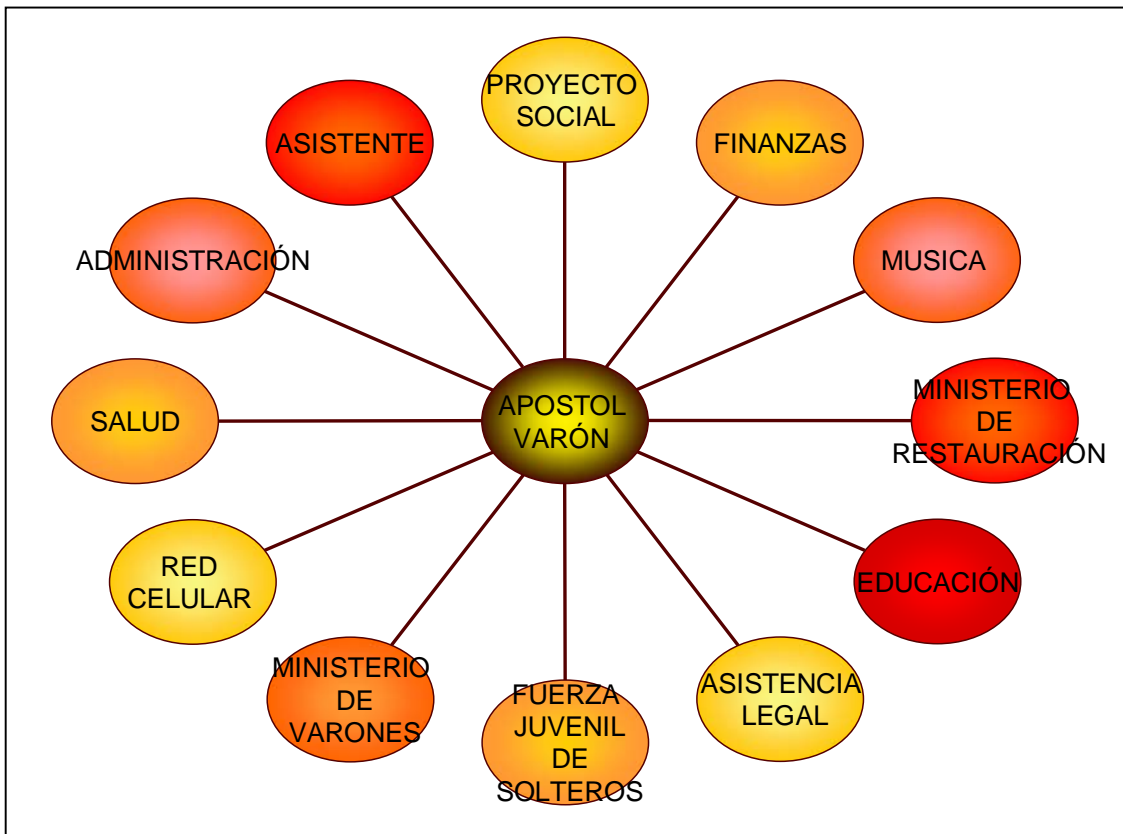 PROYECTO
SOCIAL
FINANZAS
MUSICA
MINISTERIO
DE
RESTAURACIÓN
EDUCACIÓN
ASISTENCIA
LEGAL
FUERZA
JUVENIL
DE
SOLTEROS
MINISTERIO
DE
VARONES
RED
CELULAR
SALUD
ADMINISTRACIÓN
ASISTENTE
APOSTOL
VARÓN